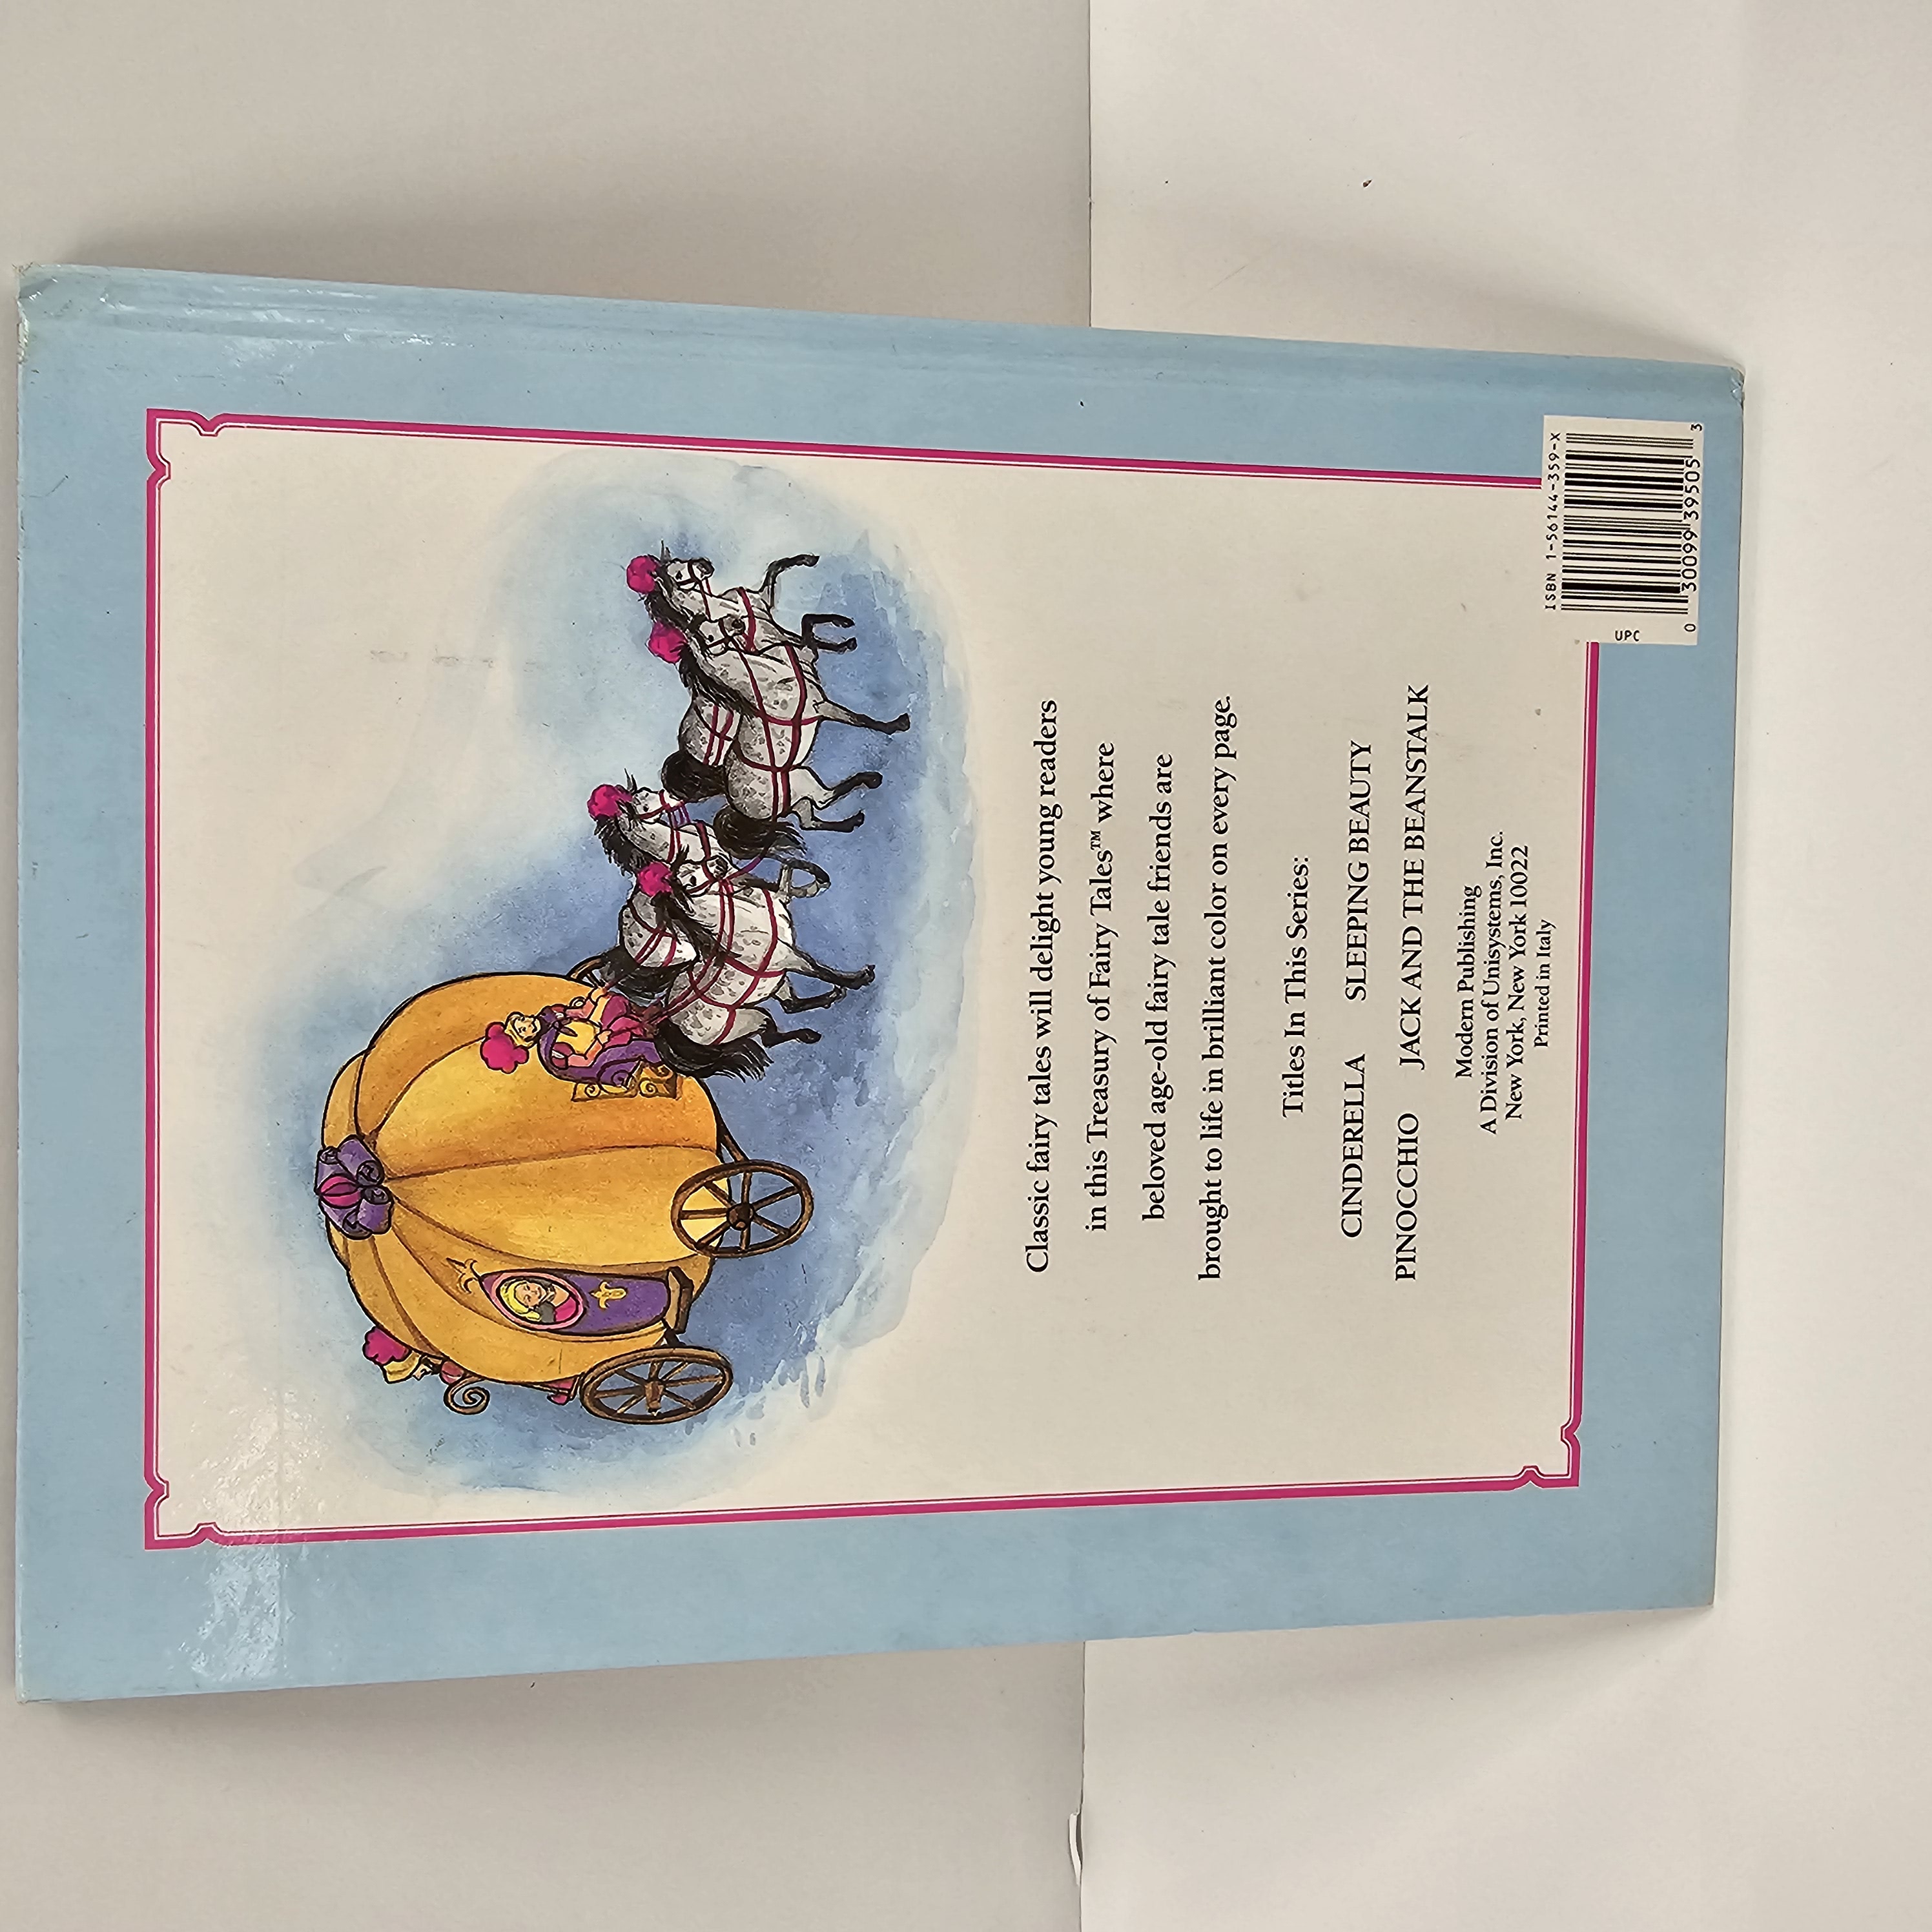 Classic fairy tales will delight young readers
in this Treasury of Fairy Tales™ where
beloved age-old fairy tale friends are
brought to life in brilliant color on every page.
Titles In This Series:
CINDERELLA SLEEPING BEAUTY
PINOCCHIO JACK AND THE BEANSTALK
Modern Publishing
A Division of Unisystems, Inc.
New York, New York 10022
Printed in Italy
ISBN 1-56144-359-X
UPC
0 30099 39505 3